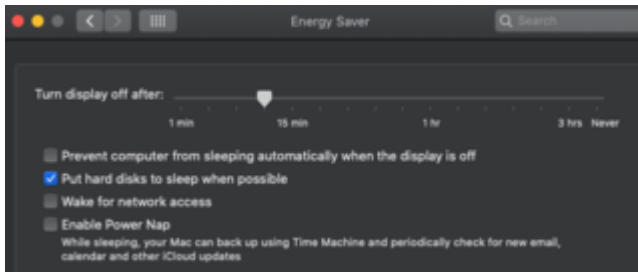 Energy Saver
Search
Turn display off after:
1 min 15 min 1 hr 3 hrs Never
Prevent computer from sleeping automatically when the display is off
Put hard disks to sleep when possible
Wake for network access
Enable Power Nap
While sleeping, your Mac can back up using Time Machine and periodically check for new email,
calendar and other iCloud updates